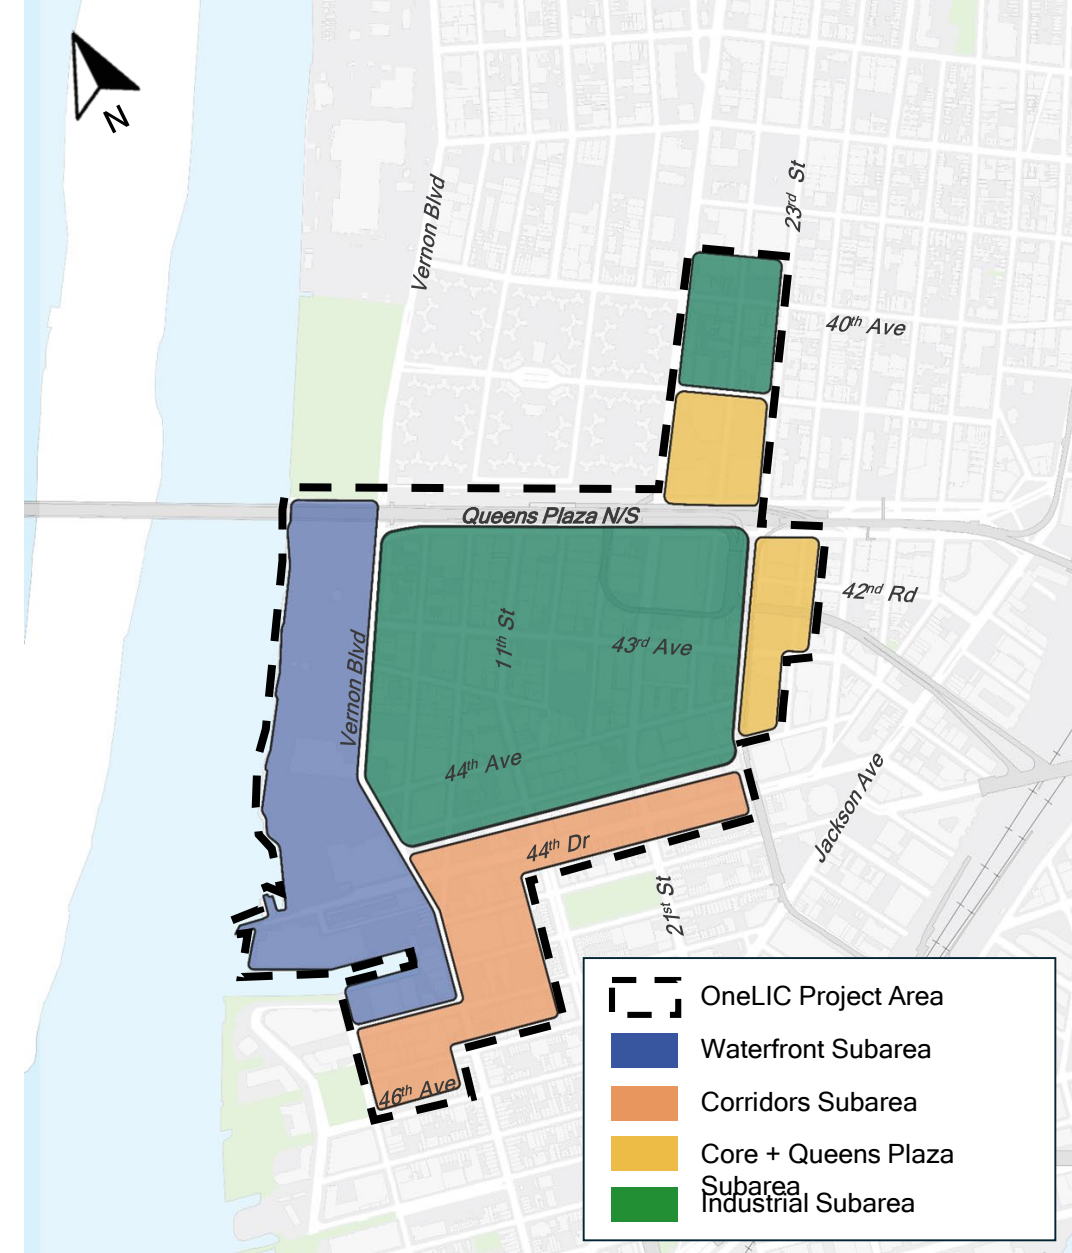 N
Vernon Blvd
23rd St
40th Ave
Queens Plaza N/S
42nd Rd
11th St
43rd Ave
Vernon Blvd
44th Ave
Jackson Ave
44th Dr
21st St
46th Ave
OneLIC Project Area
Waterfront Subarea
Corridors Subarea
Core + Queens Plaza
Subarea
Industrial Subarea